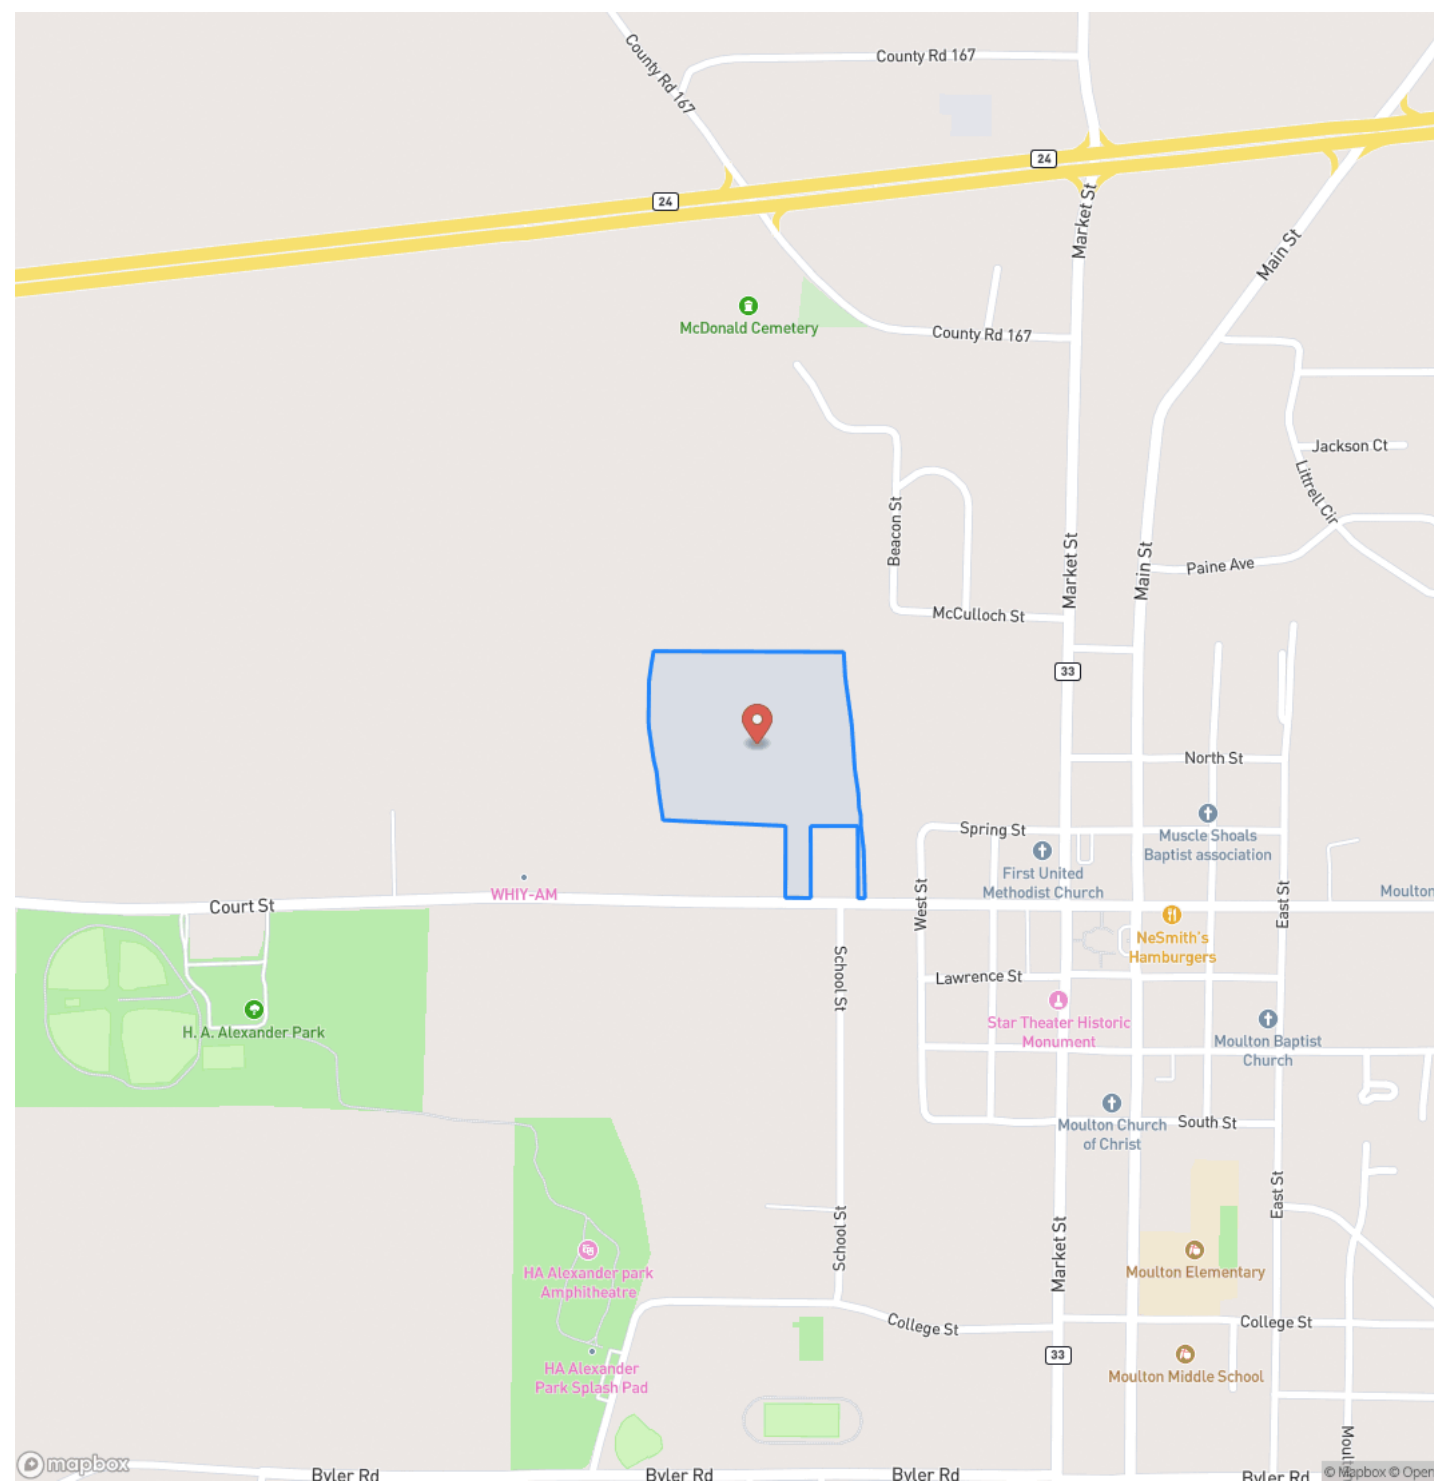 County Rd 167
County Rd 167
24
24
Market St
Main St
McDonald Cemetery
County Rd 167
Jackson Ct
Littrell Cir
Beacon St
Market St
Main St
Paine Ave
McCulloch St
33
North St
Spring St
Muscle Shoals
Baptist association
First United
Methodist Church
WHIY-AM
Court St
West St
East St
Moulton
NeSmith's
Hamburgers
School St
Lawrence St
H. A. Alexander Park
Star Theater Historic
Monument
Moulton Baptist
Church
Moulton Church
of Christ
South St
East St
School St
Market St
HA Alexander park
Amphitheatre
Moulton Elementary
College St
College St
33
HA Alexander
Park Splash Pad
Moulton Middle School
Moult
mapbox
Byler Rd
Byler Rd
Byler Rd
Byler Rd
© Mapbox © Open